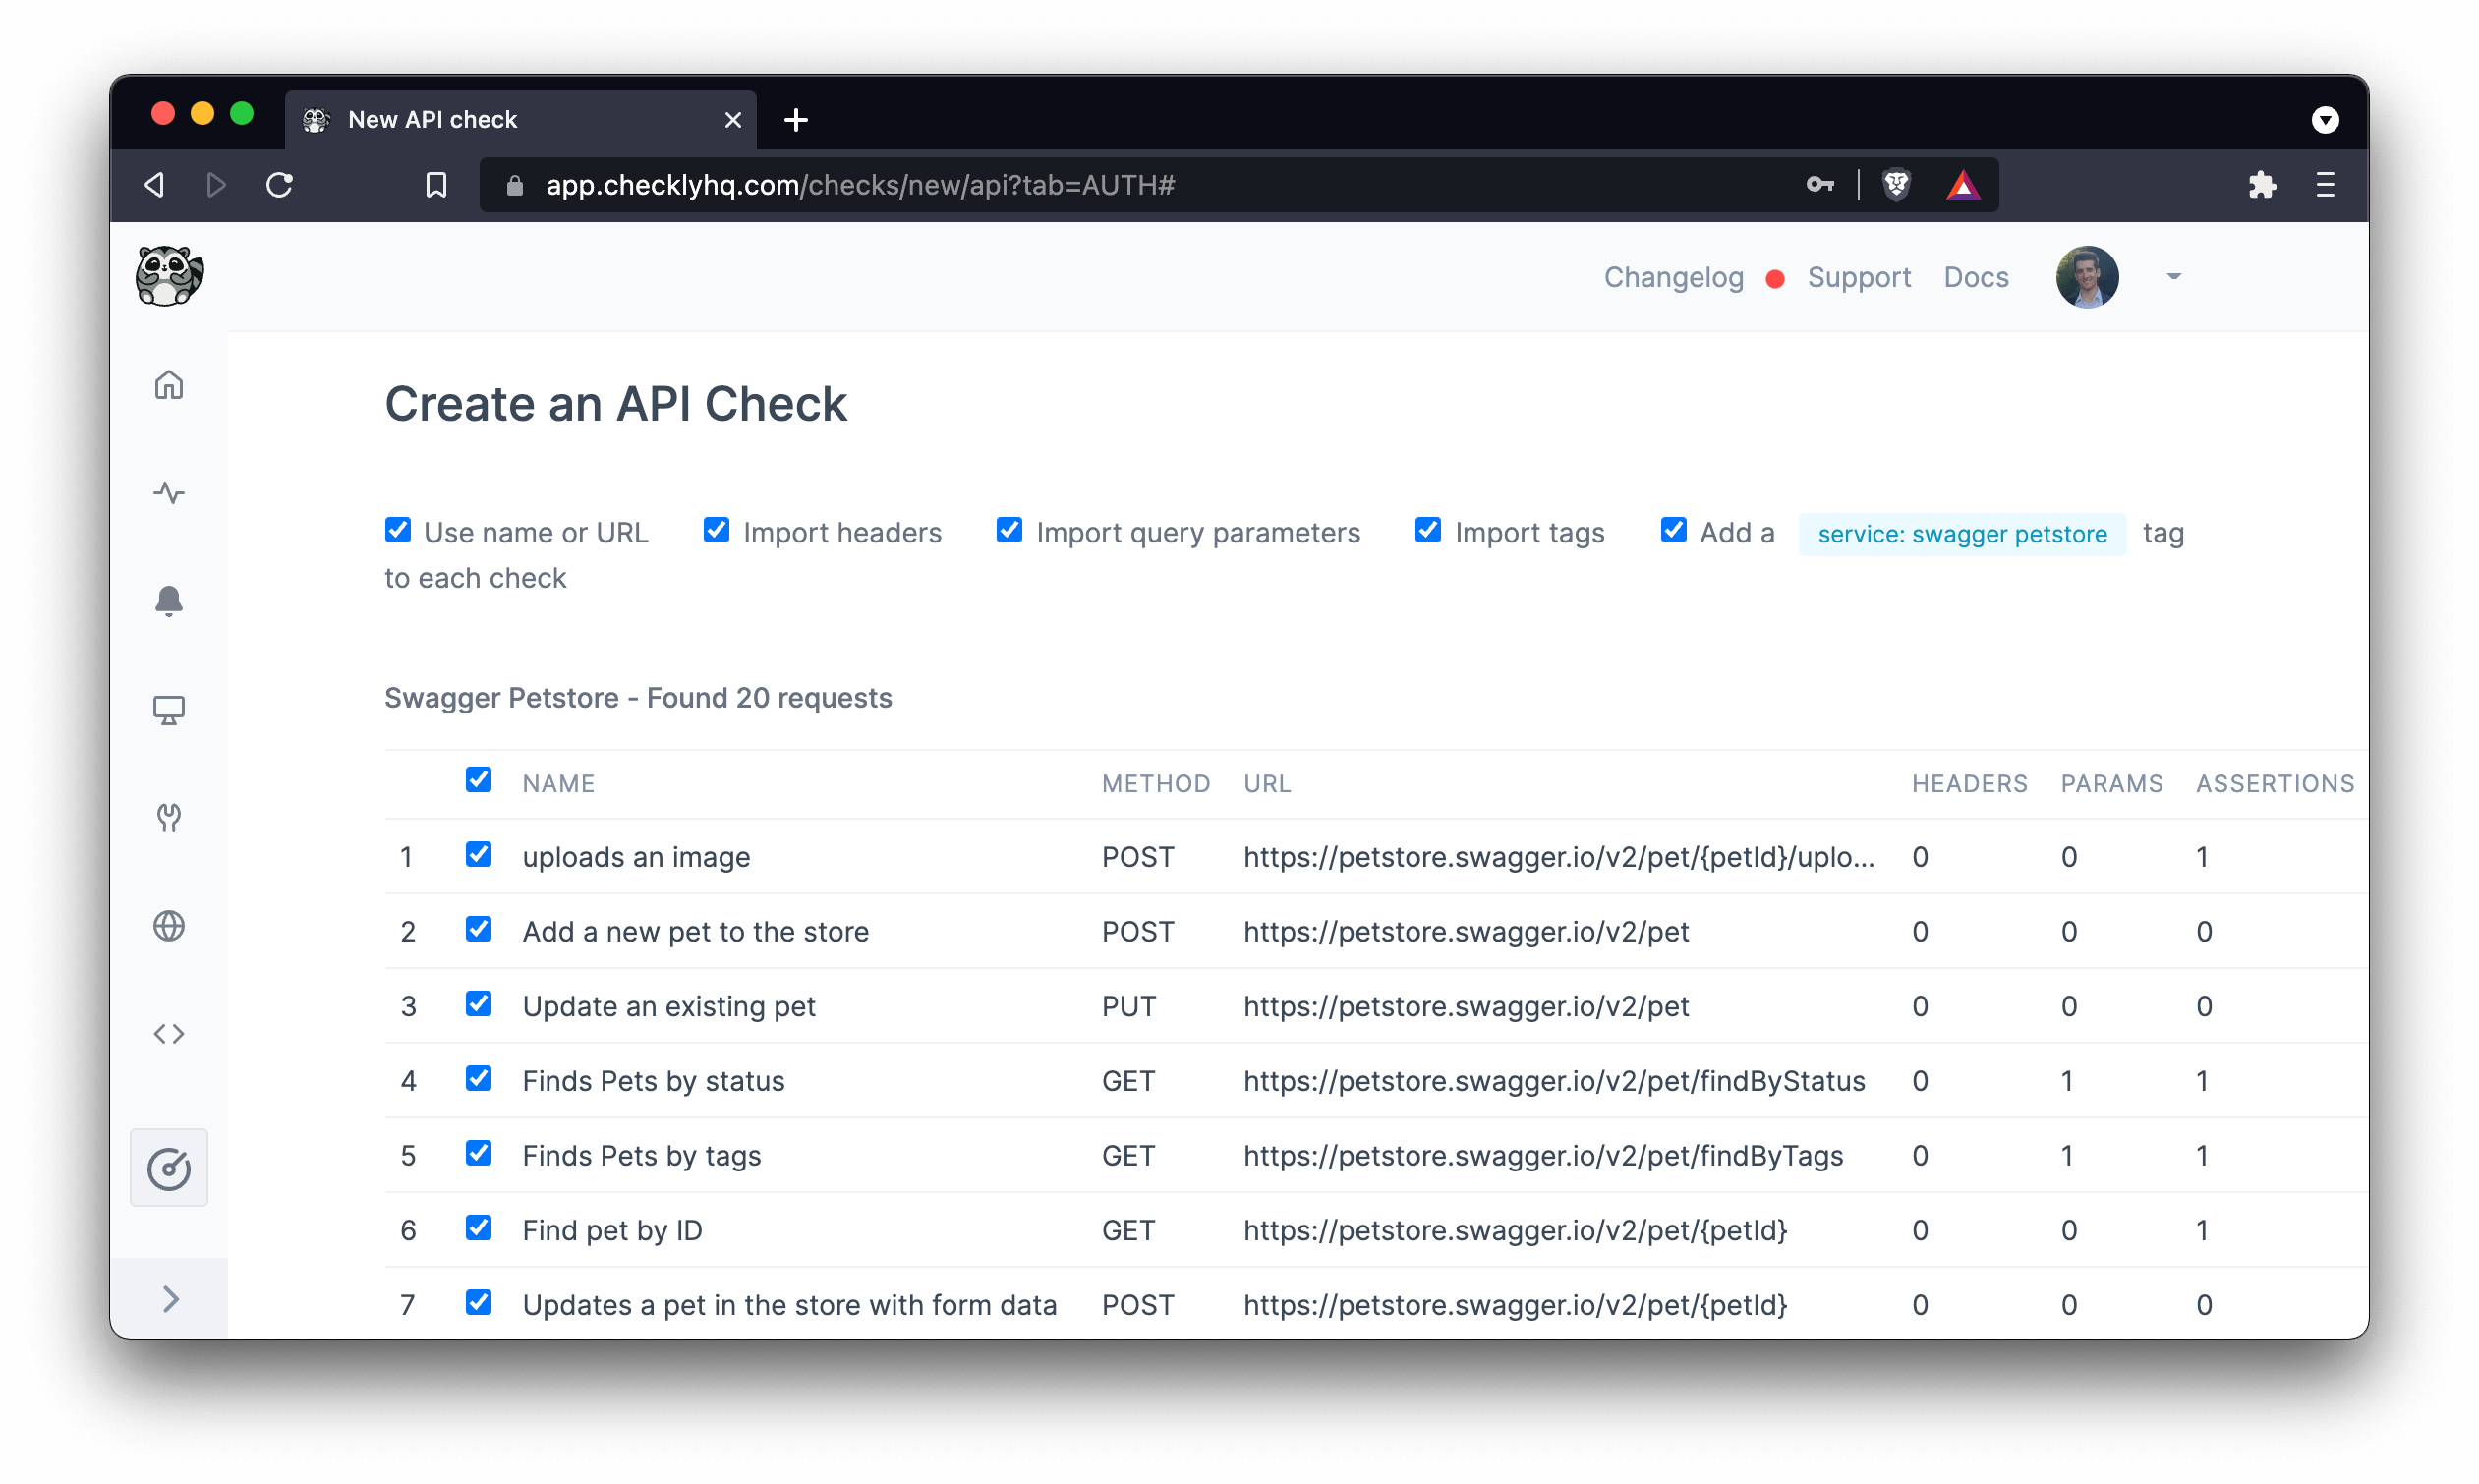 New API check
app.checklyhq.com/checks/new/api?tab=AUTH#
Changelog Support Docs
Create an API Check
Use name or URL Import headers Import query parameters Import tags Add a service: swagger petstore tag
to each check
Swagger Petstore - Found 20 requests
NAME METHOD URL HEADERS PARAMS ASSERTIONS
1 uploads an image POST https://petstore.swagger.io/v2/pet/{petId}/uplo... 0 0 1
2 Add a new pet to the store POST https://petstore.swagger.io/v2/pet 0 0 0
3 Update an existing pet PUT https://petstore.swagger.io/v2/pet 0 0 0
4 Finds Pets by status GET https://petstore.swagger.io/v2/pet/findByStatus 0 1 1
5 Finds Pets by tags GET https://petstore.swagger.io/v2/pet/findByTags 0 1 1
6 Find pet by ID GET https://petstore.swagger.io/v2/pet/{petId} 0 0 1
7 Updates a pet in the store with form data POST https://petstore.swagger.io/v2/pet/{petId} 0 0 0